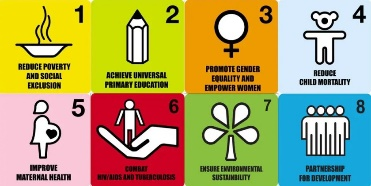 1
REDUCE POVERTY
AND SOCIAL
EXCLUSION
2
ACHIEVE UNIVERSAL
PRIMARY EDUCATION
3
PROMOTE GENDER
EQUALITY AND
EMPOWER WOMEN
4
REDUCE
CHILD MORTALITY
5
IMPROVE
MATERNAL HEALTH
6
COMBAT
HIV/AIDS AND TUBERCULOSIS
7
ENSURE ENVIRONMENTAL
SUSTAINABILITY
8
PARTNERSHIP
FOR DEVELOPMENT